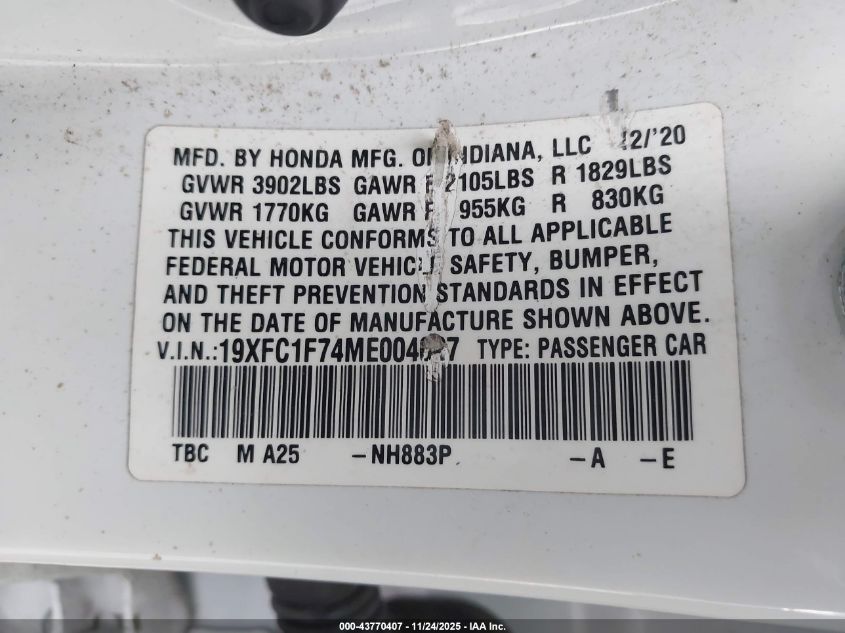 MFD. BY HONDA MFG. OF INDIANA, LLC 12/'20
GVWR 3902LBS GAWR F 2105LBS R 1829LBS
GVWR 1770KG GAWR F 955KG R 830KG
THIS VEHICLE CONFORMS TO ALL APPLICABLE
FEDERAL MOTOR VEHICLE SAFETY, BUMPER,
AND THEFT PREVENTION STANDARDS IN EFFECT
ON THE DATE OF MANUFACTURE SHOWN ABOVE.
V.I.N.: TYPE: PASSENGER CAR
TBC M A25 -NH883P -A -E
000-43770407 - 11/24/2025 - IAA Inc.